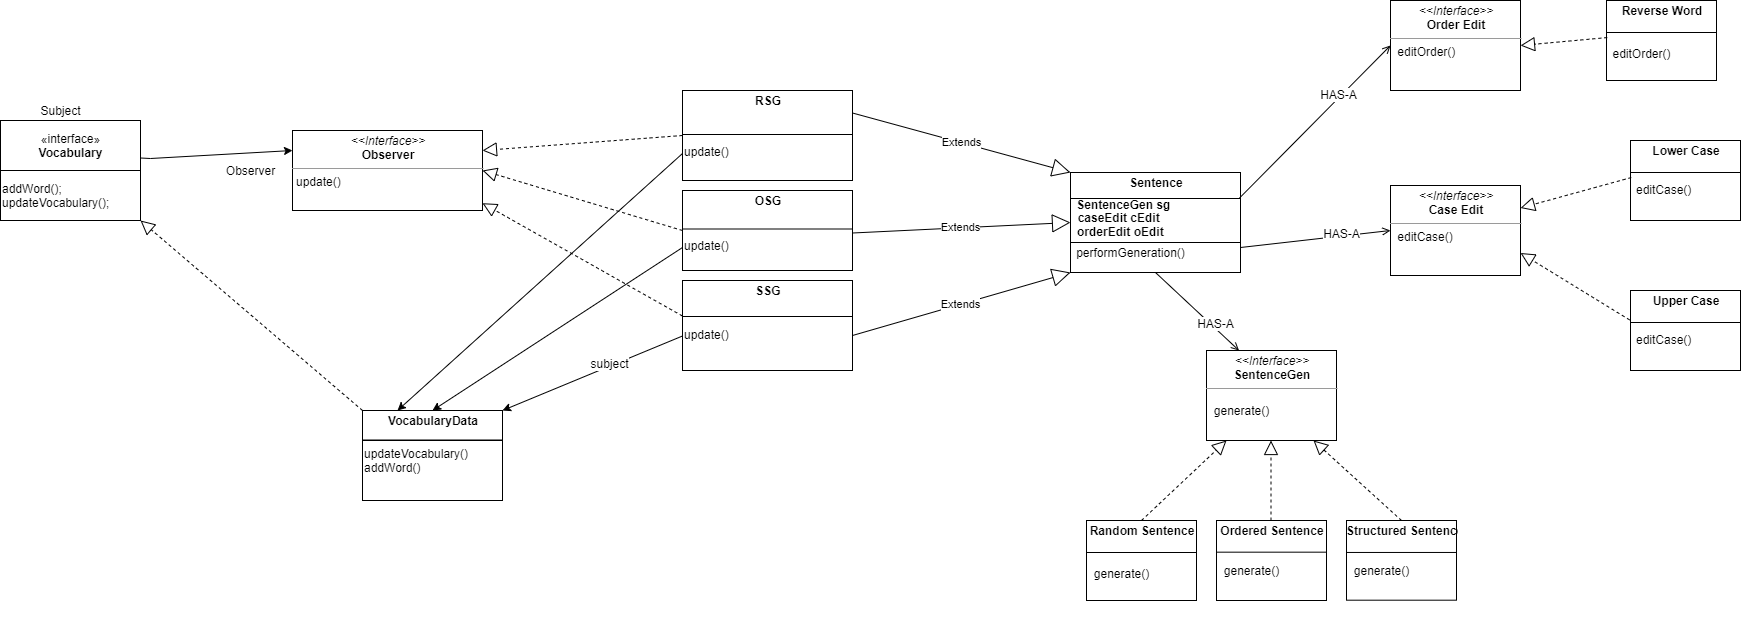 Subject
«interface»
Vocabulary
addWord();
updateVocabulary();
Observer
<<Interface>>
Observer
update()
VocabularyData
updateVocabulary()
addWord()
RSG
update()
OSG
update()
SSG
update()
subject
Extends
Extends
Extends
Sentence
SentenceGen sg
caseEdit cEdit
orderEdit oEdit
performGeneration()
HAS-A
HAS-A
HAS-A
<<Interface>>
Order Edit
editOrder()
Reverse Word
editOrder()
<<Interface>>
Case Edit
editCase()
Lower Case
editCase()
Upper Case
editCase()
<<Interface>>
SentenceGen
generate()
Random Sentence
generate()
Ordered Sentence
generate()
Structured Sentenc
generate()